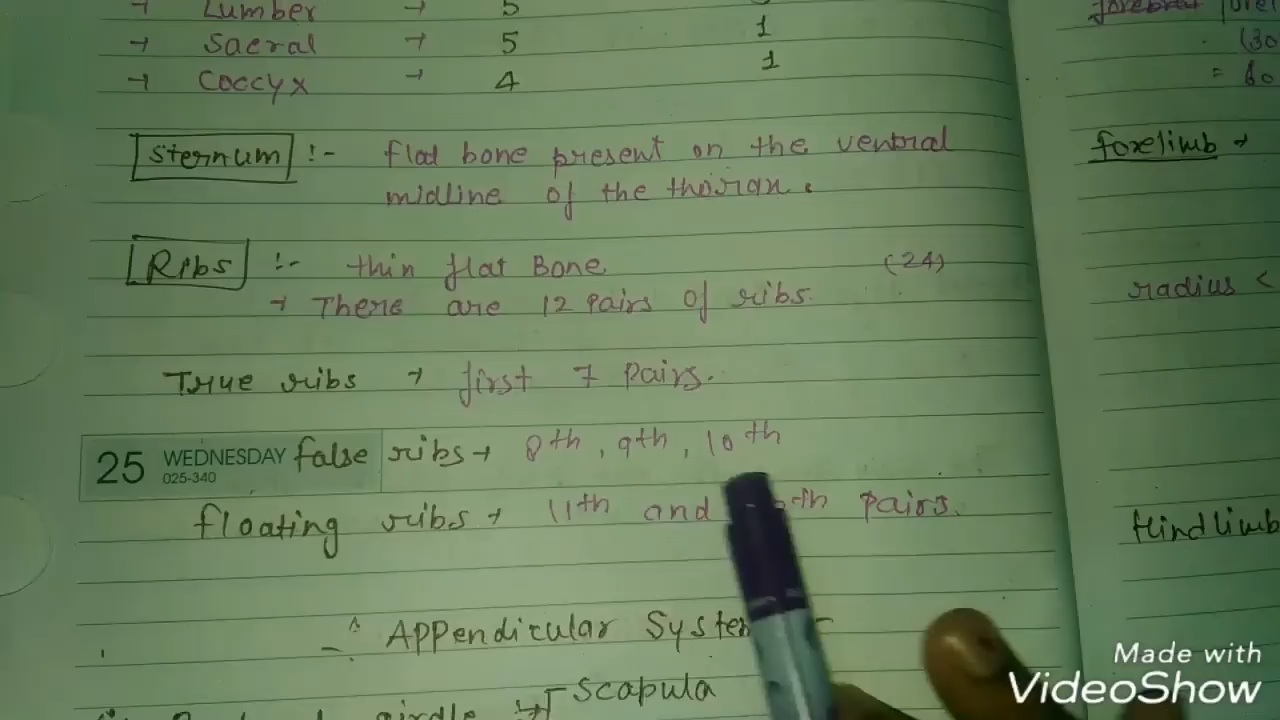 → Lumber → 5
→ Sacral → 5 1
→ Coccyx → 4 1
Sternum :- flat bone present on the ventral
midline of the thorax.
Ribs :- thin flat Bone (24)
→ There are 12 Pairs of ribs.
True ribs → first 7 Pairs.
25 WEDNESDAY false ribs → 8th, 9th, 10th
025-340
floating ribs → 11th and pairs.
Appendicular System
Scapula
girdle
forelimb →
radius <
Hindlimb
Made with
VideoShow